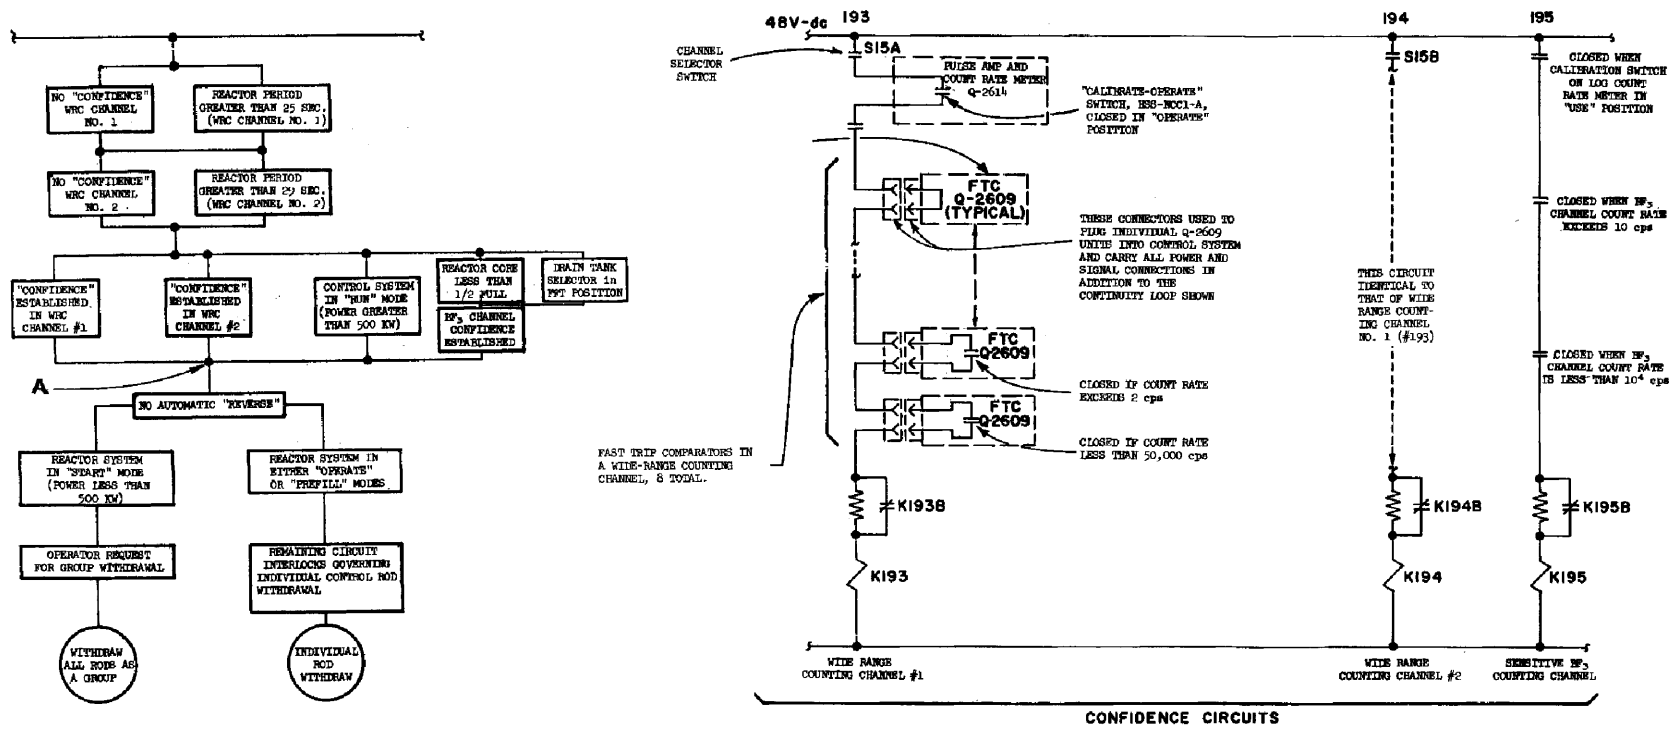 NO "CONFIDENCE"
WRC CHANNEL
NO. 1
REACTOR PERIOD
GREATER THAN 25 SEC.
(WRC CHANNEL NO. 1)
NO "CONFIDENCE"
WRC CHANNEL
NO. 2
REACTOR PERIOD
GREATER THAN 25 SEC.
(WRC CHANNEL NO. 2)
"CONFIDENCE"
ESTABLISHED
IN WRC
CHANNEL #1
"CONFIDENCE"
ESTABLISHED
IN WRC
CHANNEL #2
CONTROL SYSTEM
IN "RUN" MODE
(POWER GREATER
THAN 500 KW)
REACTOR CORE
LESS THAN
1/2 FULL
BF3 CHANNEL
CONFIDENCE
ESTABLISHED
DRAIN TANK
SELECTOR in
FFT POSITION
A
NO AUTOMATIC "REVERSE"
REACTOR SYSTEM
IN "START" MODE
(POWER LESS THAN
500 KW)
REACTOR SYSTEM IN
EITHER "OPERATE"
OR "PREFILL" MODES
OPERATOR REQUEST
FOR GROUP WITHDRAWAL
REMAINING CIRCUIT
INTERLOCKS GOVERNING
INDIVIDUAL CONTROL ROD
WITHDRAWAL
WITHDRAW
ALL RODS AS
A GROUP
INDIVIDUAL
ROD
WITHDRAW
48V-dc
193
194
195
CHANNEL
SELECTOR
SWITCH
S15A
PULSE AMP AND
COUNT RATE METER
Q-2614
"CALIBRATE-OPERATE"
SWITCH,
CLOSED IN "OPERATE"
POSITION
S15B
CLOSED WHEN
CALIBRATION SWITCH
ON LOG COUNT
RATE METER IN
"USE" POSITION
FTC
Q-2609
(TYPICAL)
THESE CONNECTORS USED TO
PLUG INDIVIDUAL Q-2609
UNITS INTO CONTROL SYSTEM
AND CARRY ALL POWER AND
SIGNAL CONNECTIONS IN
ADDITION TO THE
CONTINUITY LOOP SHOWN
CLOSED WHEN BF3
CHANNEL COUNT RATE
EXCEEDS 10 cps
THIS CIRCUIT
IDENTICAL TO
THAT OF WIDE
RANGE COUNT-
ING CHANNEL
NO. 1 (#193)
FTC
Q-2609
CLOSED IF COUNT RATE
EXCEEDS 2 cps
CLOSED WHEN BF3
CHANNEL COUNT RATE
IS LESS THAN 10⁴ cps
FTC
Q-2609
CLOSED IF COUNT RATE
LESS THAN 50,000 cps
FAST TRIP COMPARATORS IN
A WIDE-RANGE COUNTING
CHANNEL, 8 TOTAL.
K193B
K194B
K195B
K193
K194
K195
WIDE RANGE
COUNTING CHANNEL #1
WIDE RANGE
COUNTING CHANNEL #2
SENSITIVE BF3
COUNTING CHANNEL
CONFIDENCE CIRCUITS